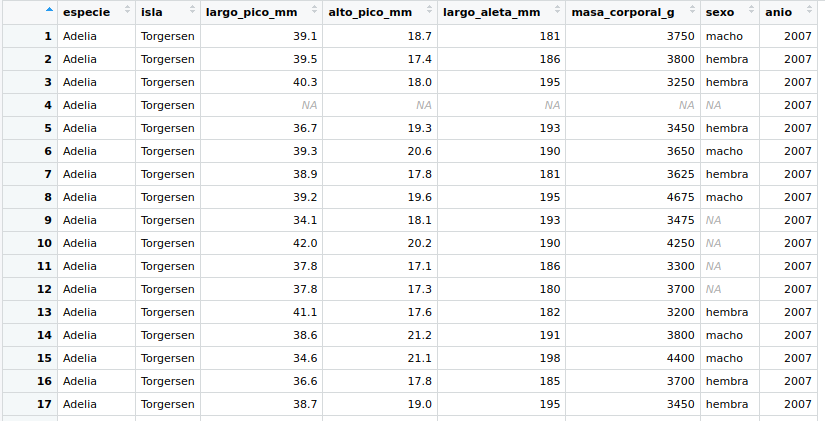 especie isla largo_pico_mm alto_pico_mm largo_aleta_mm masa_corporal_g sexo anio
1 Adelia Torgersen 39.1 18.7 181 3750 macho 2007
2 Adelia Torgersen 39.5 17.4 186 3800 hembra 2007
3 Adelia Torgersen 40.3 18.0 195 3250 hembra 2007
4 Adelia Torgersen NA NA NA NA NA 2007
5 Adelia Torgersen 36.7 19.3 193 3450 hembra 2007
6 Adelia Torgersen 39.3 20.6 190 3650 macho 2007
7 Adelia Torgersen 38.9 17.8 181 3625 hembra 2007
8 Adelia Torgersen 39.2 19.6 195 4675 macho 2007
9 Adelia Torgersen 34.1 18.1 193 3475 NA 2007
10 Adelia Torgersen 42.0 20.2 190 4250 NA 2007
11 Adelia Torgersen 37.8 17.1 186 3300 NA 2007
12 Adelia Torgersen 37.8 17.3 180 3700 NA 2007
13 Adelia Torgersen 41.1 17.6 182 3200 hembra 2007
14 Adelia Torgersen 38.6 21.2 191 3800 macho 2007
15 Adelia Torgersen 34.6 21.1 198 4400 macho 2007
16 Adelia Torgersen 36.6 17.8 185 3700 hembra 2007
17 Adelia Torgersen 38.7 19.0 195 3450 hembra 2007